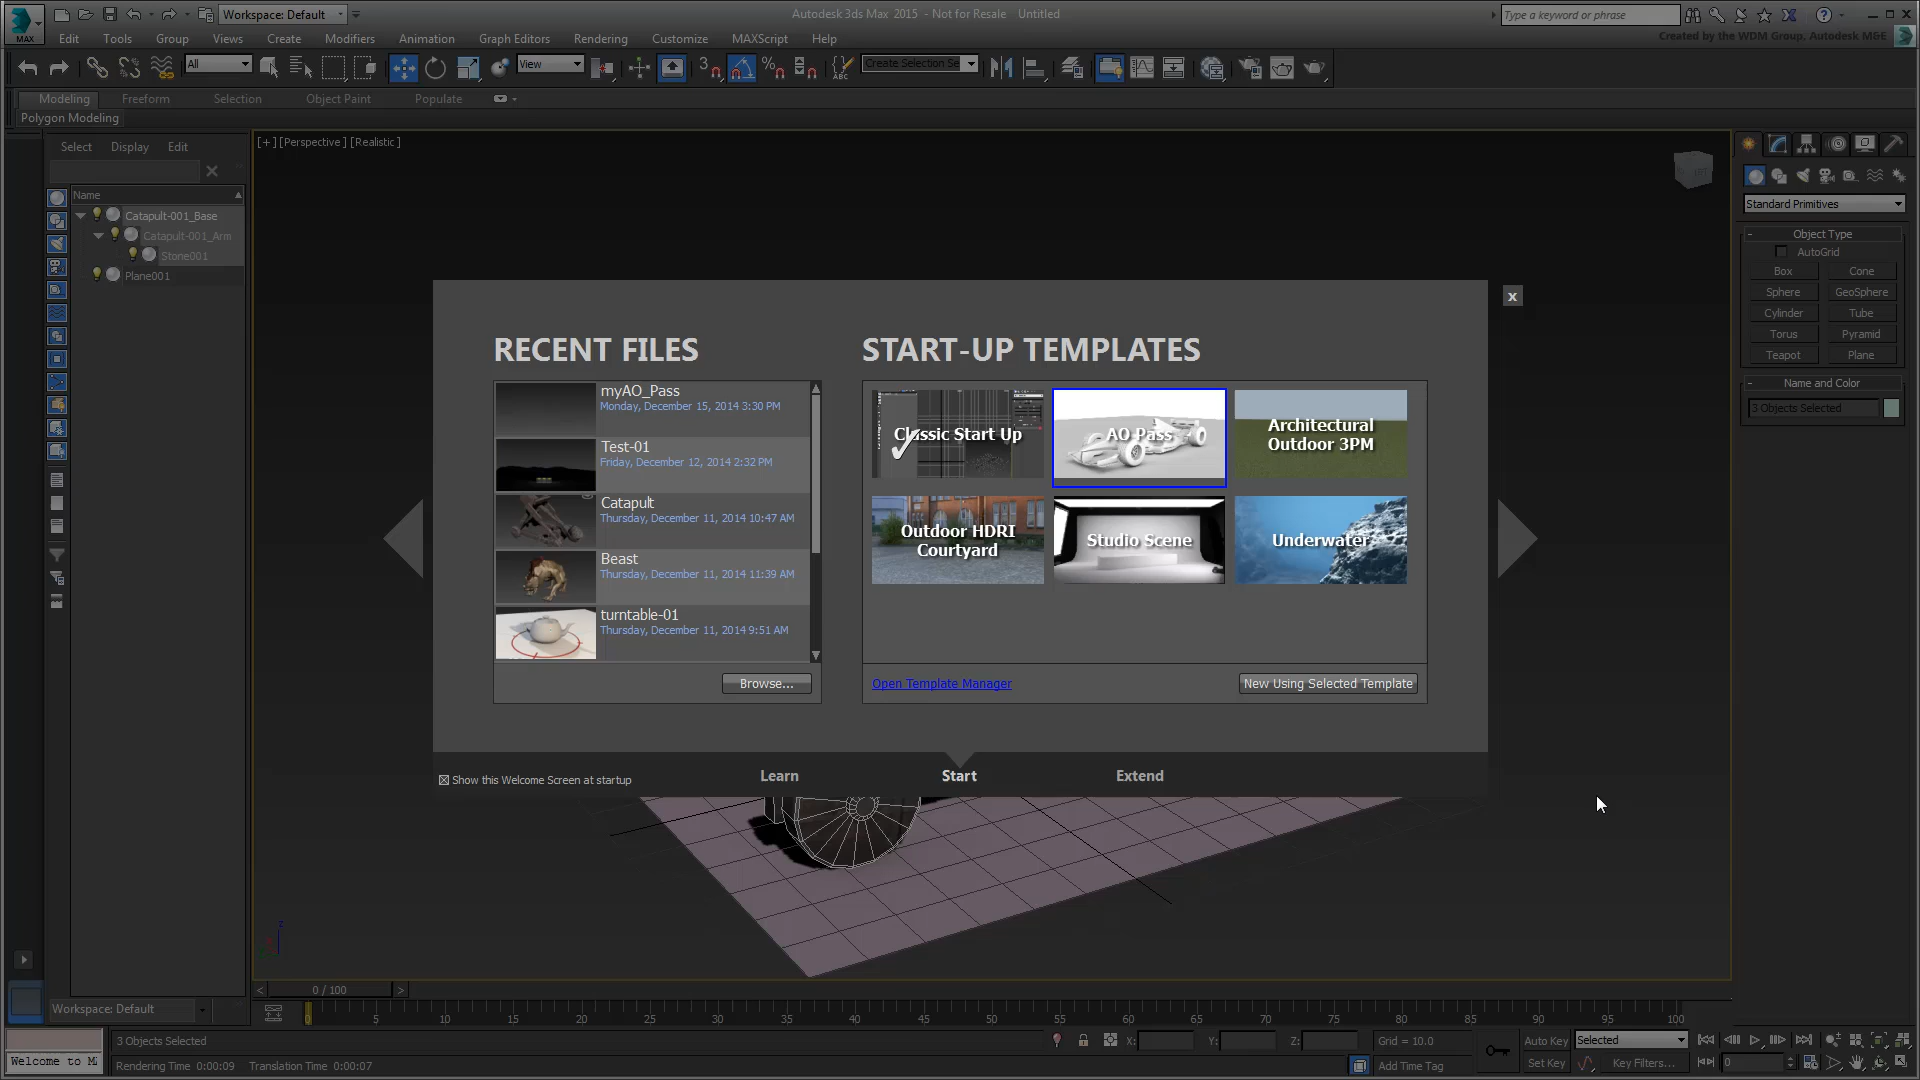 Workspace: Default
Autodesk 3ds Max 2015 - Not for Resale Untitled
Type a keyword or phrase
MAX
Edit Tools Group Views Create Modifiers Animation Graph Editors Rendering Customize MAXScript Help
Created by the WDM Group, Autodesk M&E
All
View
3
Create Selection Se
Modeling Freeform Selection Object Paint Populate
Polygon Modeling
Select Display Edit
[+] [Perspective] [Realistic]
Name
Catapult-001_Base
Catapult-001_Arm
Stone001
Plane001
Standard Primitives
- Object Type
AutoGrid
Box Cone
Sphere GeoSphere
Cylinder Tube
Torus Pyramid
Teapot Plane
- Name and Color
3 Objects Selected
x
RECENT FILES
myAO_Pass
Monday, December 15, 2014 3:30 PM
Test-01
Friday, December 12, 2014 2:32 PM
Catapult
Thursday, December 11, 2014 10:47 AM
Beast
Thursday, December 11, 2014 11:39 AM
turntable-01
Thursday, December 11, 2014 9:51 AM
Browse...
START-UP TEMPLATES
Classic Start Up
AO Pass
Architectural
Outdoor 3PM
Outdoor HDRI
Courtyard
Studio Scene
Underwater
Open Template Manager
New Using Selected Template
Show this Welcome Screen at startup
Learn Start Extend
z
< 0 / 100 >
Workspace: Default
0 5 10 15 20 25 30 35 40 45 50 55 60 65 70 75 80 85 90 95 100
3 Objects Selected
X: Y: Z:
Grid = 10.0
Auto Key
Selected
Welcome to M
Rendering Time 0:00:09 Translation Time 0:00:07
Add Time Tag
Set Key
Key Filters...
0